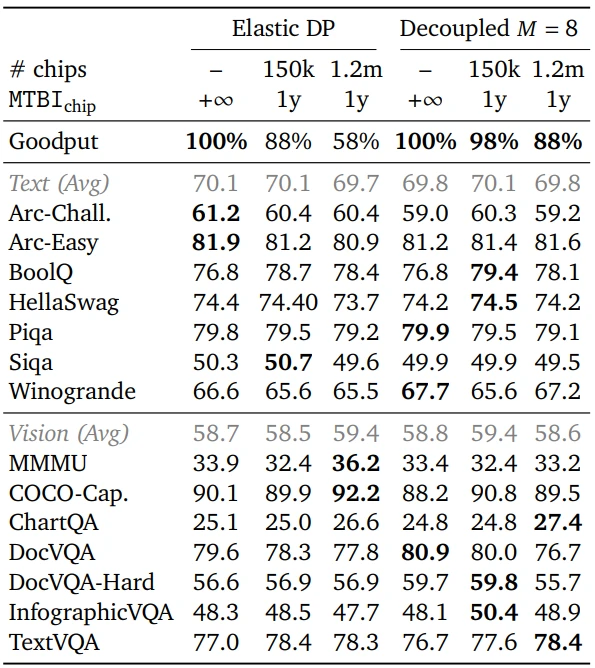 Elastic DP Decoupled M = 8
# chips – 150k 1.2m – 150k 1.2m
MTBIchip +∞ 1y 1y +∞ 1y 1y
Goodput 100% 88% 58% 100% 98% 88%
Text (Avg) 70.1 70.1 69.7 69.8 70.1 69.8
Arc-Chall. 61.2 60.4 60.4 59.0 60.3 59.2
Arc-Easy 81.9 81.2 80.9 81.2 81.4 81.6
BoolQ 76.8 78.7 78.4 76.8 79.4 78.1
HellaSwag 74.4 74.40 73.7 74.2 74.5 74.2
Piqa 79.8 79.5 79.2 79.9 79.5 79.1
Siqa 50.3 50.7 49.6 49.9 49.9 49.5
Winogrande 66.6 65.6 65.5 67.7 65.6 67.2
Vision (Avg) 58.7 58.5 59.4 58.8 59.4 58.6
MMMU 33.9 32.4 36.2 33.4 32.4 33.2
COCO-Cap. 90.1 89.9 92.2 88.2 90.8 89.5
ChartQA 25.1 25.0 26.6 24.8 24.8 27.4
DocVQA 79.6 78.3 77.8 80.9 80.0 76.7
DocVQA-Hard 56.6 56.9 56.9 59.7 59.8 55.7
InfographicVQA 48.3 48.5 47.7 48.1 50.4 48.9
TextVQA 77.0 78.4 78.3 76.7 77.6 78.4